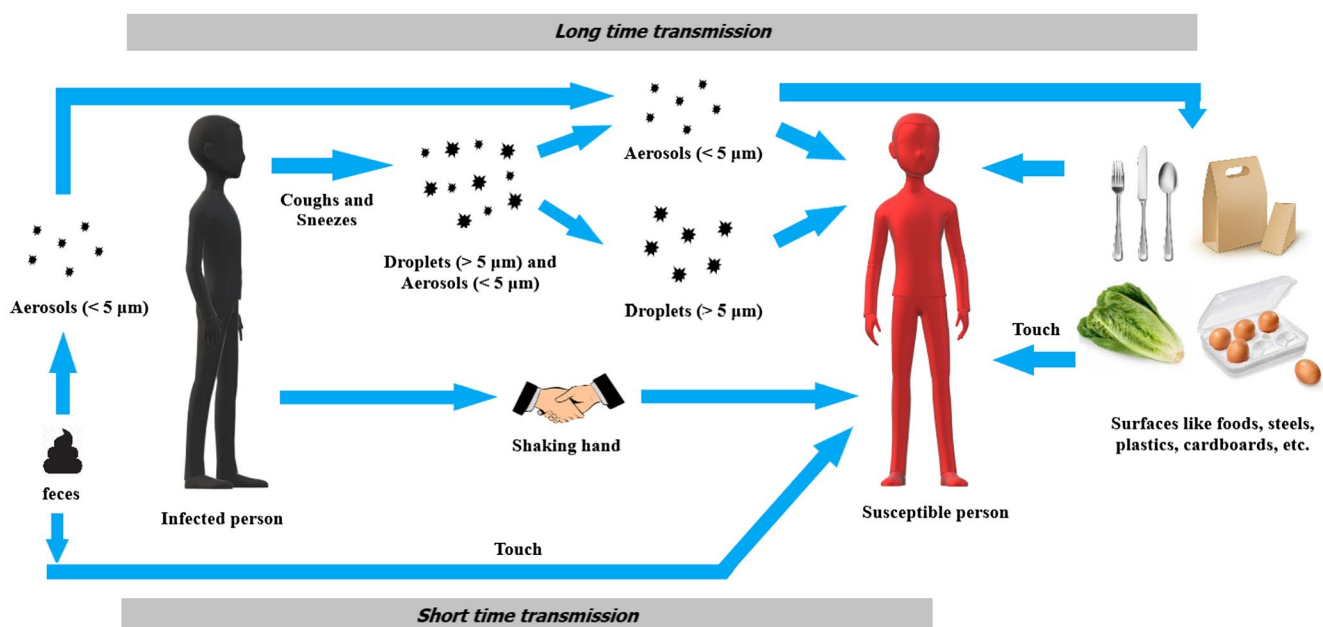 Long time transmission
Aerosols (< 5 µm)
Coughs and
Sneezes
Droplets (> 5 µm) and
Aerosols (< 5 µm)
Aerosols (< 5 µm)
Droplets (> 5 µm)
Touch
Shaking hand
Surfaces like foods, steels,
plastics, cardboards, etc.
feces
Infected person
Susceptible person
Touch
Short time transmission